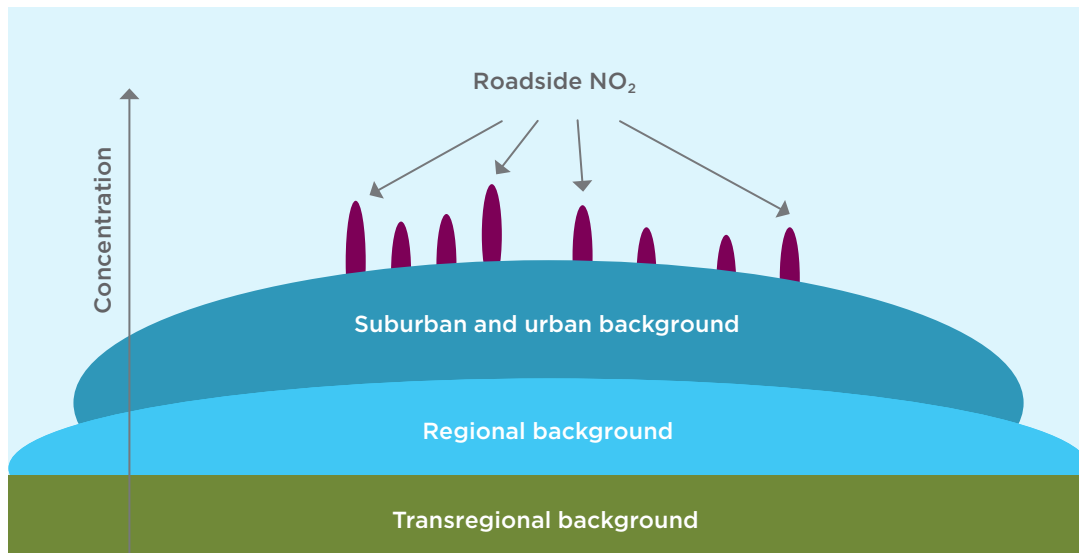 Roadside NO₂
Concentration
Suburban and urban background
Regional background
Transregional background